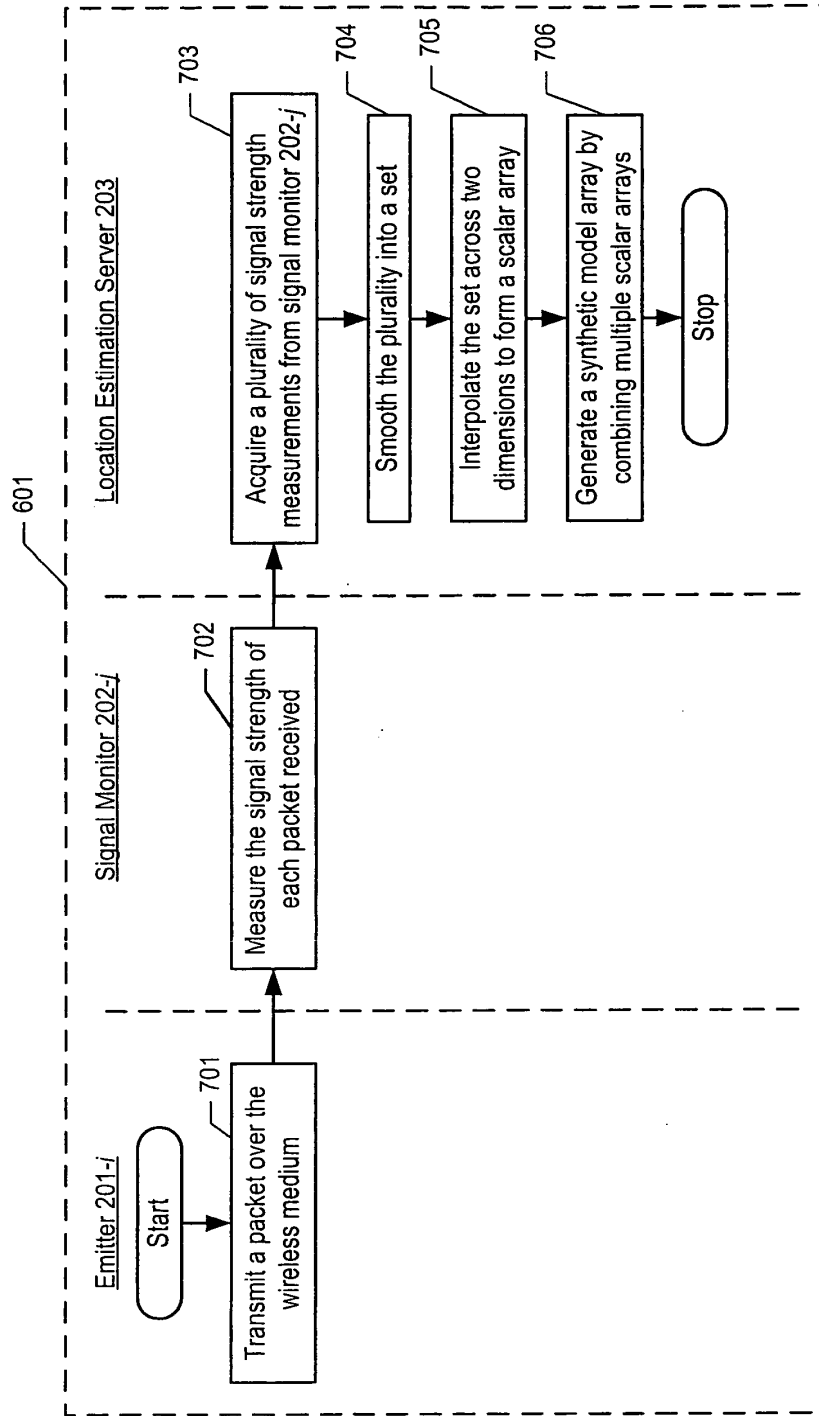 601
Emitter 201-i
Start
701
Transmit a packet over the
wireless medium
Signal Monitor 202-j
702
Measure the signal strength of
each packet received
Location Estimation Server 203
703
Acquire a plurality of signal strength
measurements from signal monitor 202-j
704
Smooth the plurality into a set
705
Interpolate the set across two
dimensions to form a scalar array
706
Generate a synthetic model array by
combining multiple scalar arrays
Stop